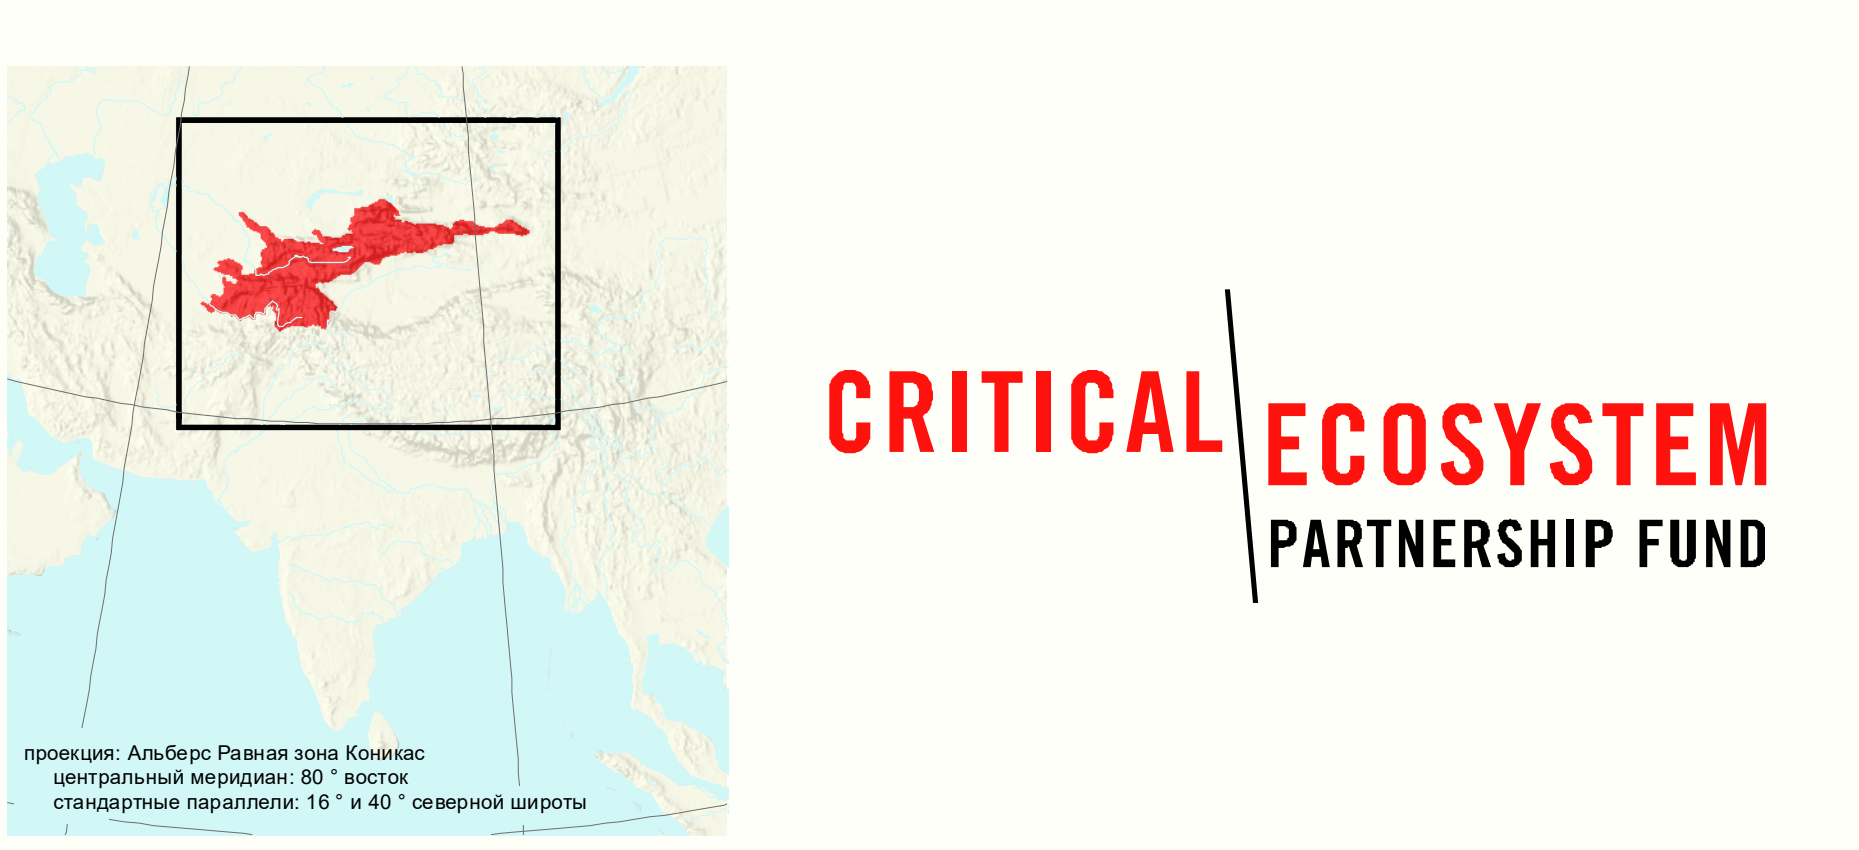 CRITICAL
ECOSYSTEM
PARTNERSHIP FUND
проекция: Альберс Равная зона Коникас
центральный меридиан: 80 ° восток
стандартные параллели: 16 ° и 40 ° северной широты